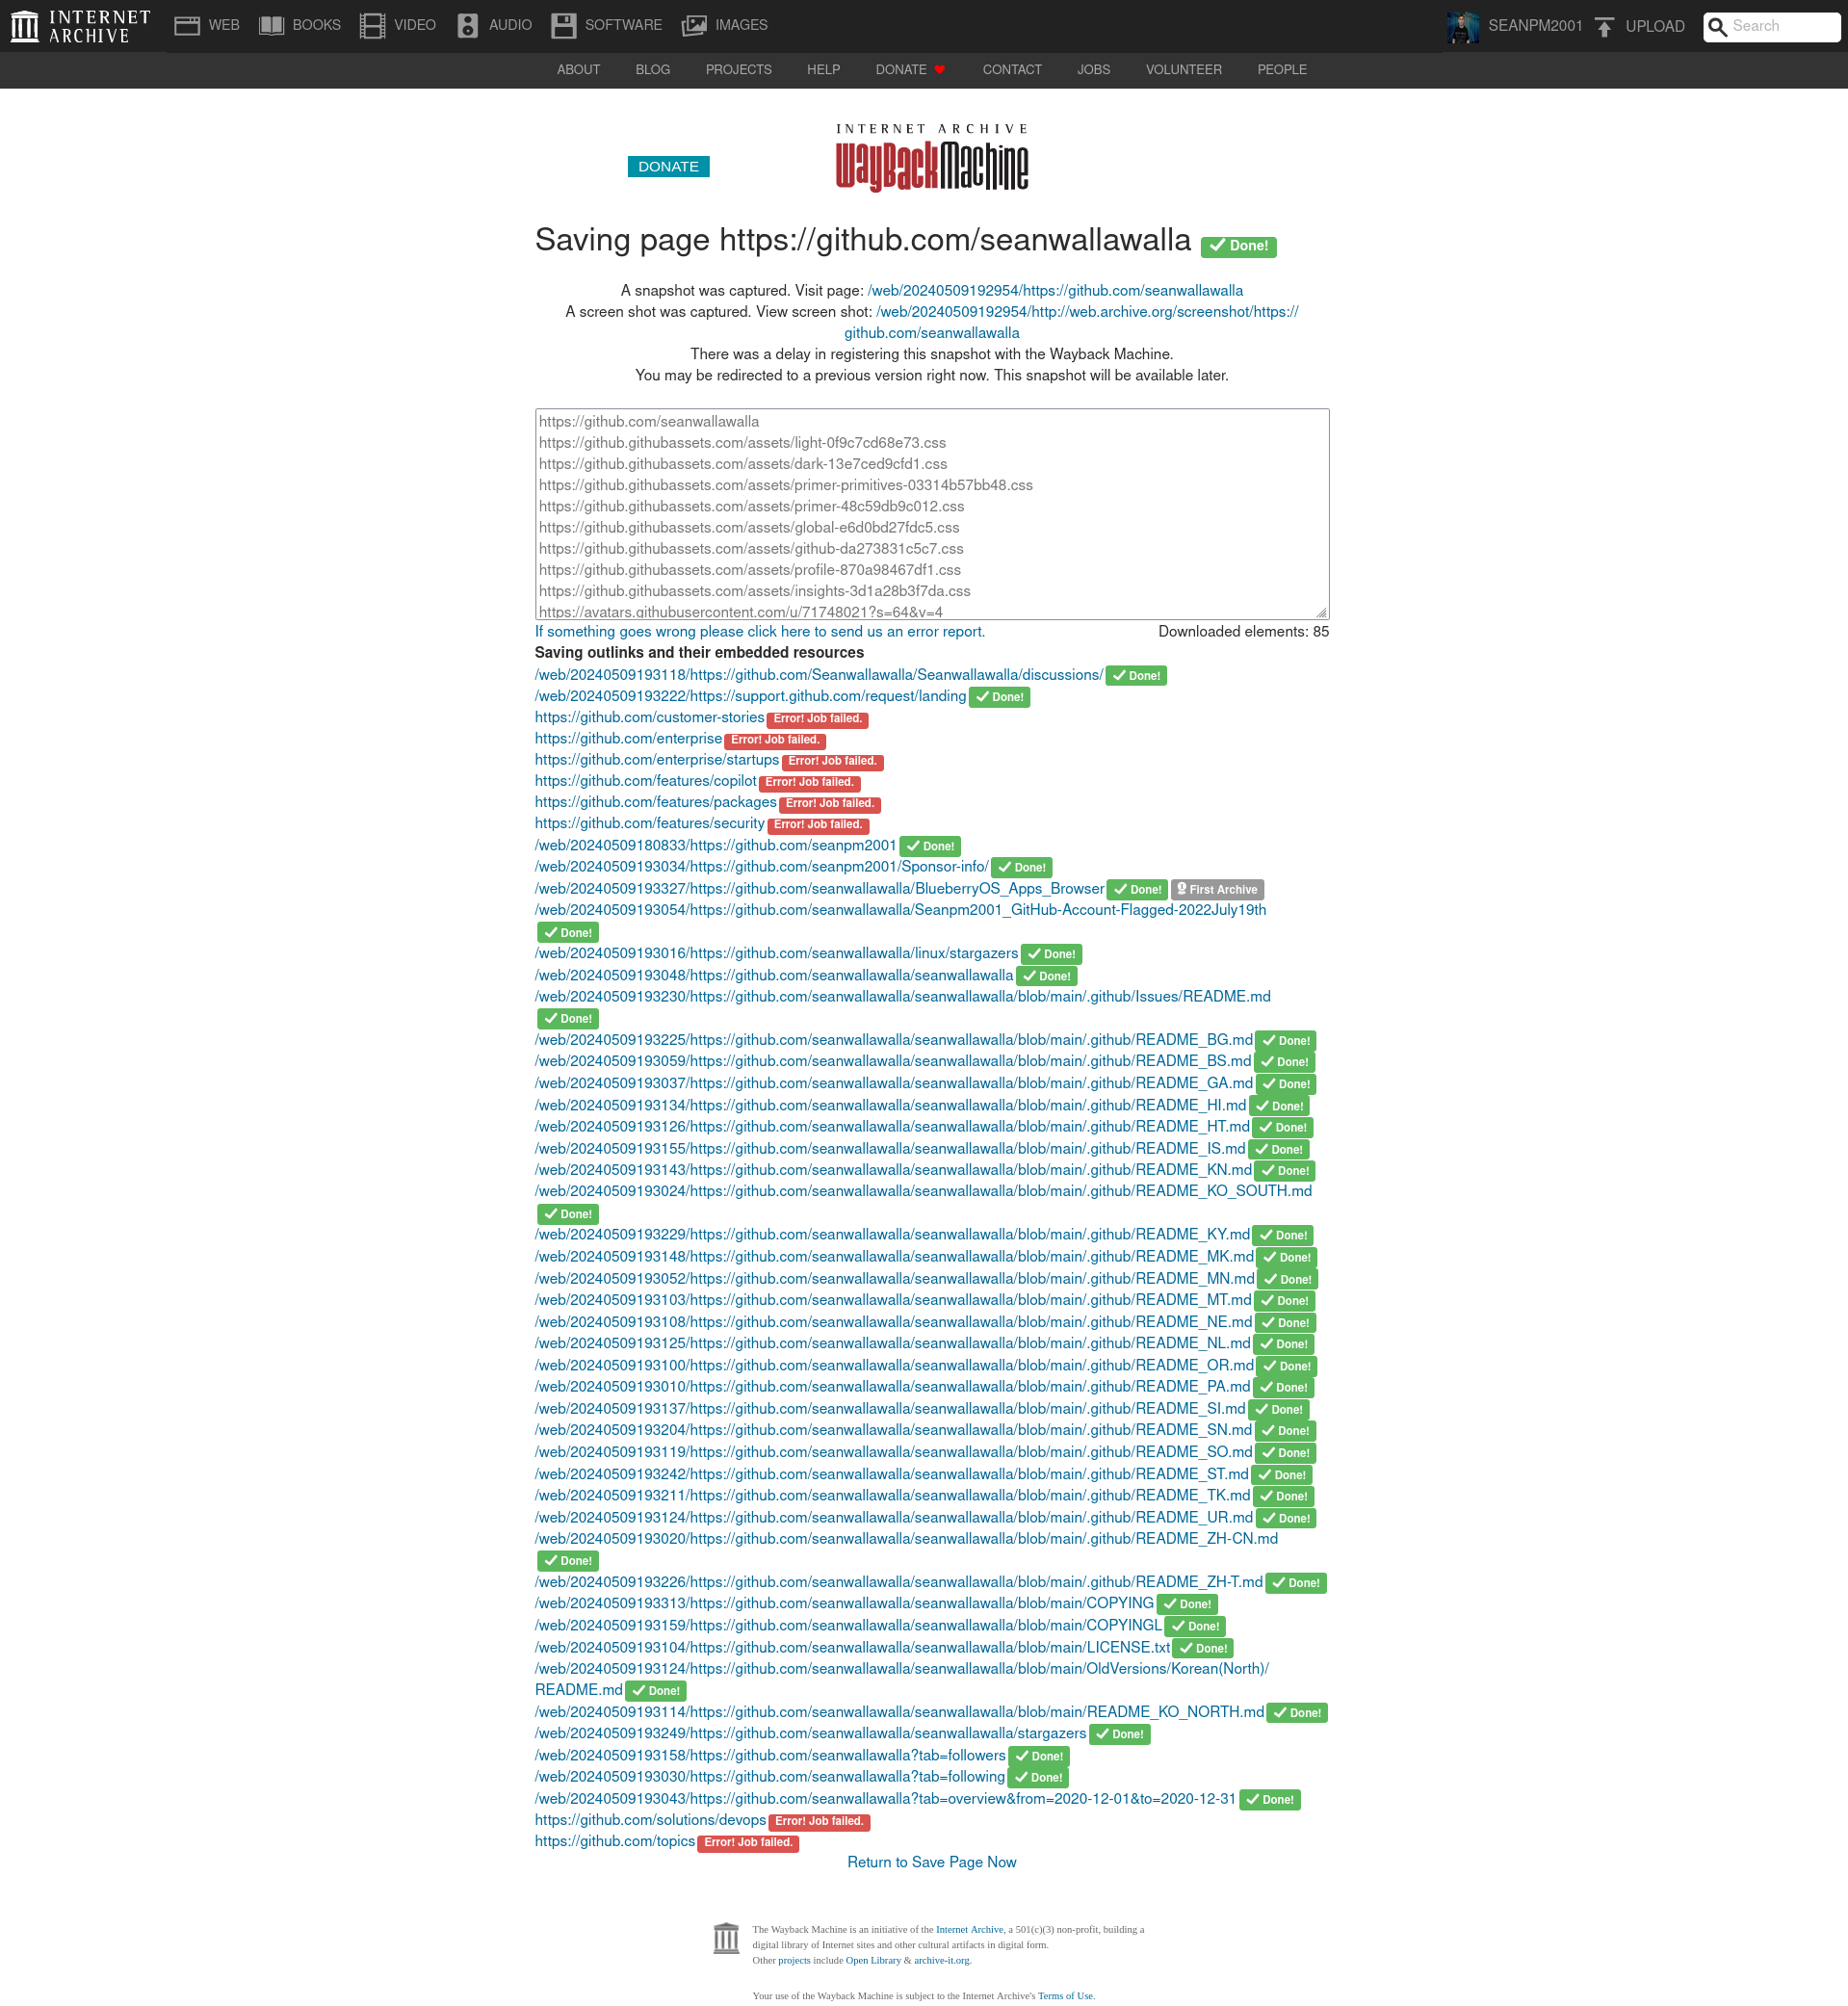 INTERNET ARCHIVE
WEB BOOKS VIDEO AUDIO SOFTWARE IMAGES SEANPM2001 UPLOAD Search
ABOUT BLOG PROJECTS HELP DONATE CONTACT JOBS VOLUNTEER PEOPLE
INTERNET ARCHIVE
DONATE
WayBackMachine
Saving page https://github.com/seanwallawalla Done!
A snapshot was captured. Visit page: /web/20240509192954/https://github.com/seanwallawalla
A screen shot was captured. View screen shot: /web/20240509192954/http://web.archive.org/screenshot/https://
github.com/seanwallawalla
There was a delay in registering this snapshot with the Wayback Machine.
You may be redirected to a previous version right now. This snapshot will be available later.
https://github.com/seanwallawalla
https://github.githubassets.com/assets/light-0f9c7cd68e73.css
https://github.githubassets.com/assets/dark-13e7ced9cfd1.css
https://github.githubassets.com/assets/primer-primitives-03314b57bb48.css
https://github.githubassets.com/assets/primer-48c59db9c012.css
https://github.githubassets.com/assets/global-e6d0bd27fdc5.css
https://github.githubassets.com/assets/github-da273831c5c7.css
https://github.githubassets.com/assets/profile-870a98467df1.css
https://github.githubassets.com/assets/insights-3d1a28b3f7da.css
https://avatars.githubusercontent.com/u/71748021?s=64&v=4
If something goes wrong please click here to send us an error report. Downloaded elements: 85
Saving outlinks and their embedded resources
/web/20240509193118/https://github.com/Seanwallawalla/Seanwallawalla/discussions/ Done!
/web/20240509193222/https://support.github.com/request/landing Done!
https://github.com/customer-stories Error! Job failed.
https://github.com/enterprise Error! Job failed.
https://github.com/enterprise/startups Error! Job failed.
https://github.com/features/copilot Error! Job failed.
https://github.com/features/packages Error! Job failed.
https://github.com/features/security Error! Job failed.
/web/20240509180833/https://github.com/seanpm2001 Done!
/web/20240509193034/https://github.com/seanpm2001/Sponsor-info/ Done!
/web/20240509193327/https://github.com/seanwallawalla/BlueberryOS_Apps_Browser Done! First Archive
/web/20240509193054/https://github.com/seanwallawalla/Seanpm2001_GitHub-Account-Flagged-2022July19th
Done!
/web/20240509193016/https://github.com/seanwallawalla/linux/stargazers Done!
/web/20240509193048/https://github.com/seanwallawalla/seanwallawalla Done!
/web/20240509193230/https://github.com/seanwallawalla/seanwallawalla/blob/main/.github/Issues/README.md
Done!
/web/20240509193225/https://github.com/seanwallawalla/seanwallawalla/blob/main/.github/README_BG.md Done!
/web/20240509193059/https://github.com/seanwallawalla/seanwallawalla/blob/main/.github/README_BS.md Done!
/web/20240509193037/https://github.com/seanwallawalla/seanwallawalla/blob/main/.github/README_GA.md Done!
/web/20240509193134/https://github.com/seanwallawalla/seanwallawalla/blob/main/.github/README_HI.md Done!
/web/20240509193126/https://github.com/seanwallawalla/seanwallawalla/blob/main/.github/README_HT.md Done!
/web/20240509193155/https://github.com/seanwallawalla/seanwallawalla/blob/main/.github/README_IS.md Done!
/web/20240509193143/https://github.com/seanwallawalla/seanwallawalla/blob/main/.github/README_KN.md Done!
/web/20240509193024/https://github.com/seanwallawalla/seanwallawalla/blob/main/.github/README_KO_SOUTH.md
Done!
/web/20240509193229/https://github.com/seanwallawalla/seanwallawalla/blob/main/.github/README_KY.md Done!
/web/20240509193148/https://github.com/seanwallawalla/seanwallawalla/blob/main/.github/README_MK.md Done!
/web/20240509193052/https://github.com/seanwallawalla/seanwallawalla/blob/main/.github/README_MN.md Done!
/web/20240509193103/https://github.com/seanwallawalla/seanwallawalla/blob/main/.github/README_MT.md Done!
/web/20240509193108/https://github.com/seanwallawalla/seanwallawalla/blob/main/.github/README_NE.md Done!
/web/20240509193125/https://github.com/seanwallawalla/seanwallawalla/blob/main/.github/README_NL.md Done!
/web/20240509193100/https://github.com/seanwallawalla/seanwallawalla/blob/main/.github/README_OR.md Done!
/web/20240509193010/https://github.com/seanwallawalla/seanwallawalla/blob/main/.github/README_PA.md Done!
/web/20240509193137/https://github.com/seanwallawalla/seanwallawalla/blob/main/.github/README_SI.md Done!
/web/20240509193204/https://github.com/seanwallawalla/seanwallawalla/blob/main/.github/README_SN.md Done!
/web/20240509193119/https://github.com/seanwallawalla/seanwallawalla/blob/main/.github/README_SO.md Done!
/web/20240509193242/https://github.com/seanwallawalla/seanwallawalla/blob/main/.github/README_ST.md Done!
/web/20240509193211/https://github.com/seanwallawalla/seanwallawalla/blob/main/.github/README_TK.md Done!
/web/20240509193124/https://github.com/seanwallawalla/seanwallawalla/blob/main/.github/README_UR.md Done!
/web/20240509193020/https://github.com/seanwallawalla/seanwallawalla/blob/main/.github/README_ZH-CN.md
Done!
/web/20240509193226/https://github.com/seanwallawalla/seanwallawalla/blob/main/.github/README_ZH-T.md Done!
/web/20240509193313/https://github.com/seanwallawalla/seanwallawalla/blob/main/COPYING Done!
/web/20240509193159/https://github.com/seanwallawalla/seanwallawalla/blob/main/COPYINGL Done!
/web/20240509193104/https://github.com/seanwallawalla/seanwallawalla/blob/main/LICENSE.txt Done!
/web/20240509193124/https://github.com/seanwallawalla/seanwallawalla/blob/main/OldVersions/Korean(North)/
README.md Done!
/web/20240509193114/https://github.com/seanwallawalla/seanwallawalla/blob/main/README_KO_NORTH.md Done!
/web/20240509193249/https://github.com/seanwallawalla/seanwallawalla/stargazers Done!
/web/20240509193158/https://github.com/seanwallawalla?tab=followers Done!
/web/20240509193030/https://github.com/seanwallawalla?tab=following Done!
/web/20240509193043/https://github.com/seanwallawalla?tab=overview&from=2020-12-01&to=2020-12-31 Done!
https://github.com/solutions/devops Error! Job failed.
https://github.com/topics Error! Job failed.
Return to Save Page Now
The Wayback Machine is an initiative of the Internet Archive, a 501(c)(3) non-profit, building a
digital library of Internet sites and other cultural artifacts in digital form.
Other projects include Open Library & archive-it.org.
Your use of the Wayback Machine is subject to the Internet Archive's Terms of Use.